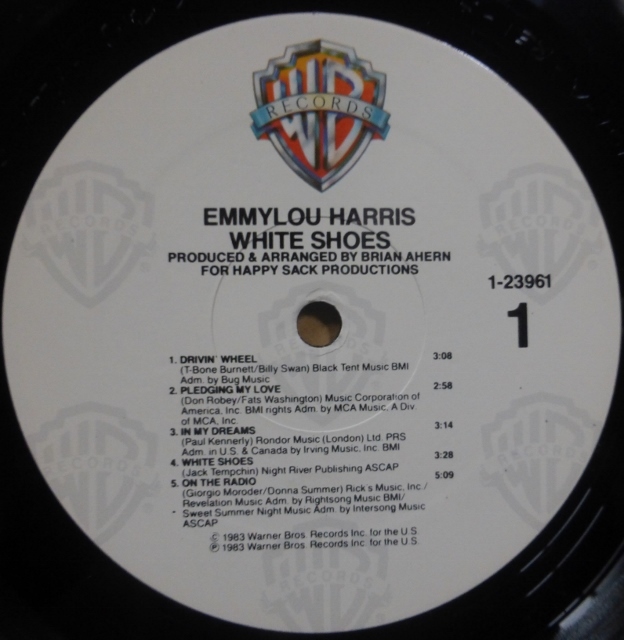 WB
RECORDS
EMMYLOU HARRIS
WHITE SHOES
PRODUCED & ARRANGED BY BRIAN AHERN
FOR HAPPY SACK PRODUCTIONS
1-23961
1
1. DRIVIN' WHEEL 3:08
(T-Bone Burnett/Billy Swan) Black Tent Music BMI
Adm. by Bug Music
2. PLEDGING MY LOVE 2:58
(Don Robey/Fats Washington) Music Corporation of
America, Inc. BMI rights Adm. by MCA Music, A Div.
of MCA, Inc.
3. IN MY DREAMS 3:14
(Paul Kennerly) Rondor Music (London) Ltd. PRS
Adm. in U.S. & Canada by Irving Music, Inc. BMI
4. WHITE SHOES 3:28
(Jack Tempchin) Night River Publishing ASCAP
5. ON THE RADIO 5:09
(Giorgio Moroder/Donna Summer) Rick's Music, Inc./
Revelation Music Adm. by Rightsong Music BMI/
Sweet Summer Night Music Adm. by Intersong Music
ASCAP
© 1983 Warner Bros. Records Inc. for the U.S.
℗ 1983 Warner Bros. Records Inc. for the U.S.